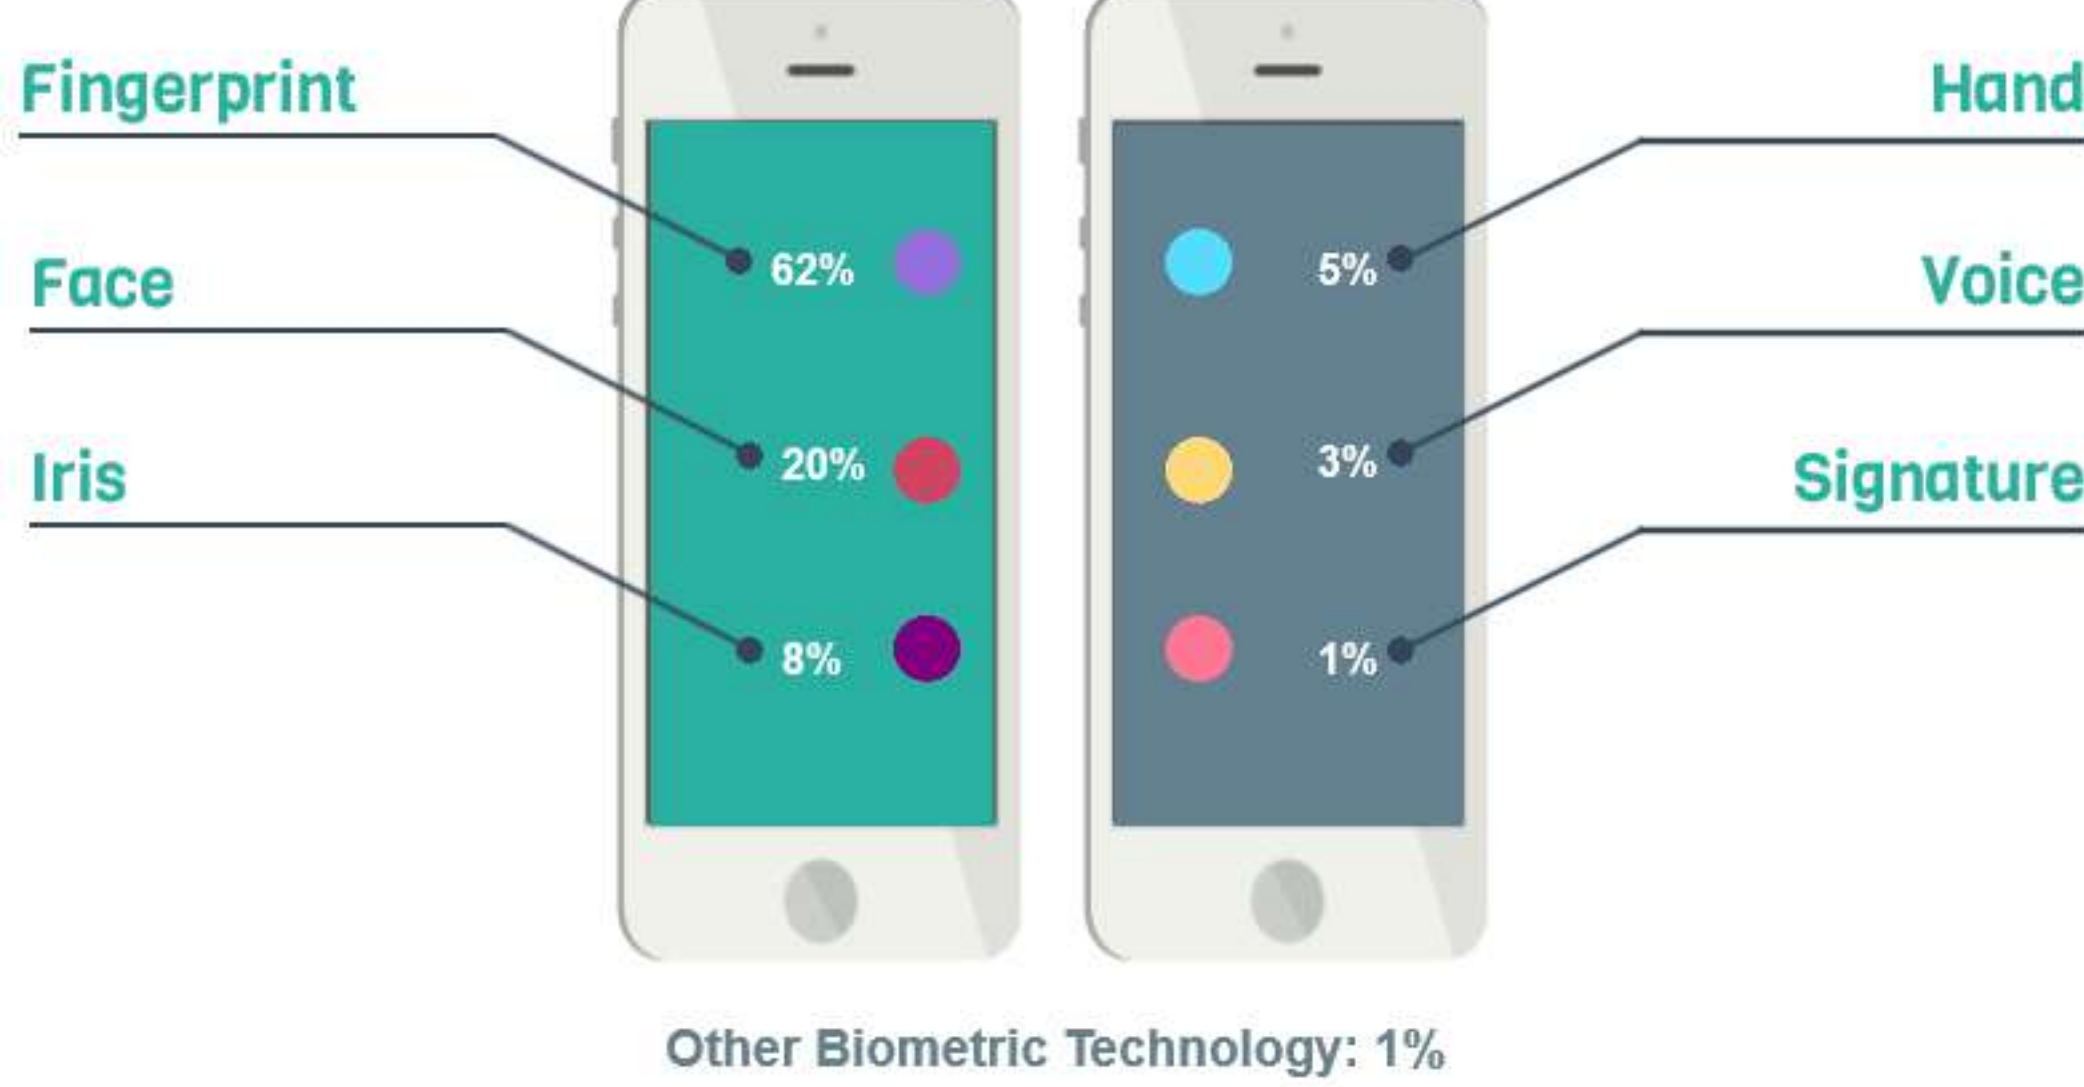 Fingerprint
62%
Face
20%
Iris
8%
Hand
5%
Voice
3%
Signature
1%
Other Biometric Technology: 1%